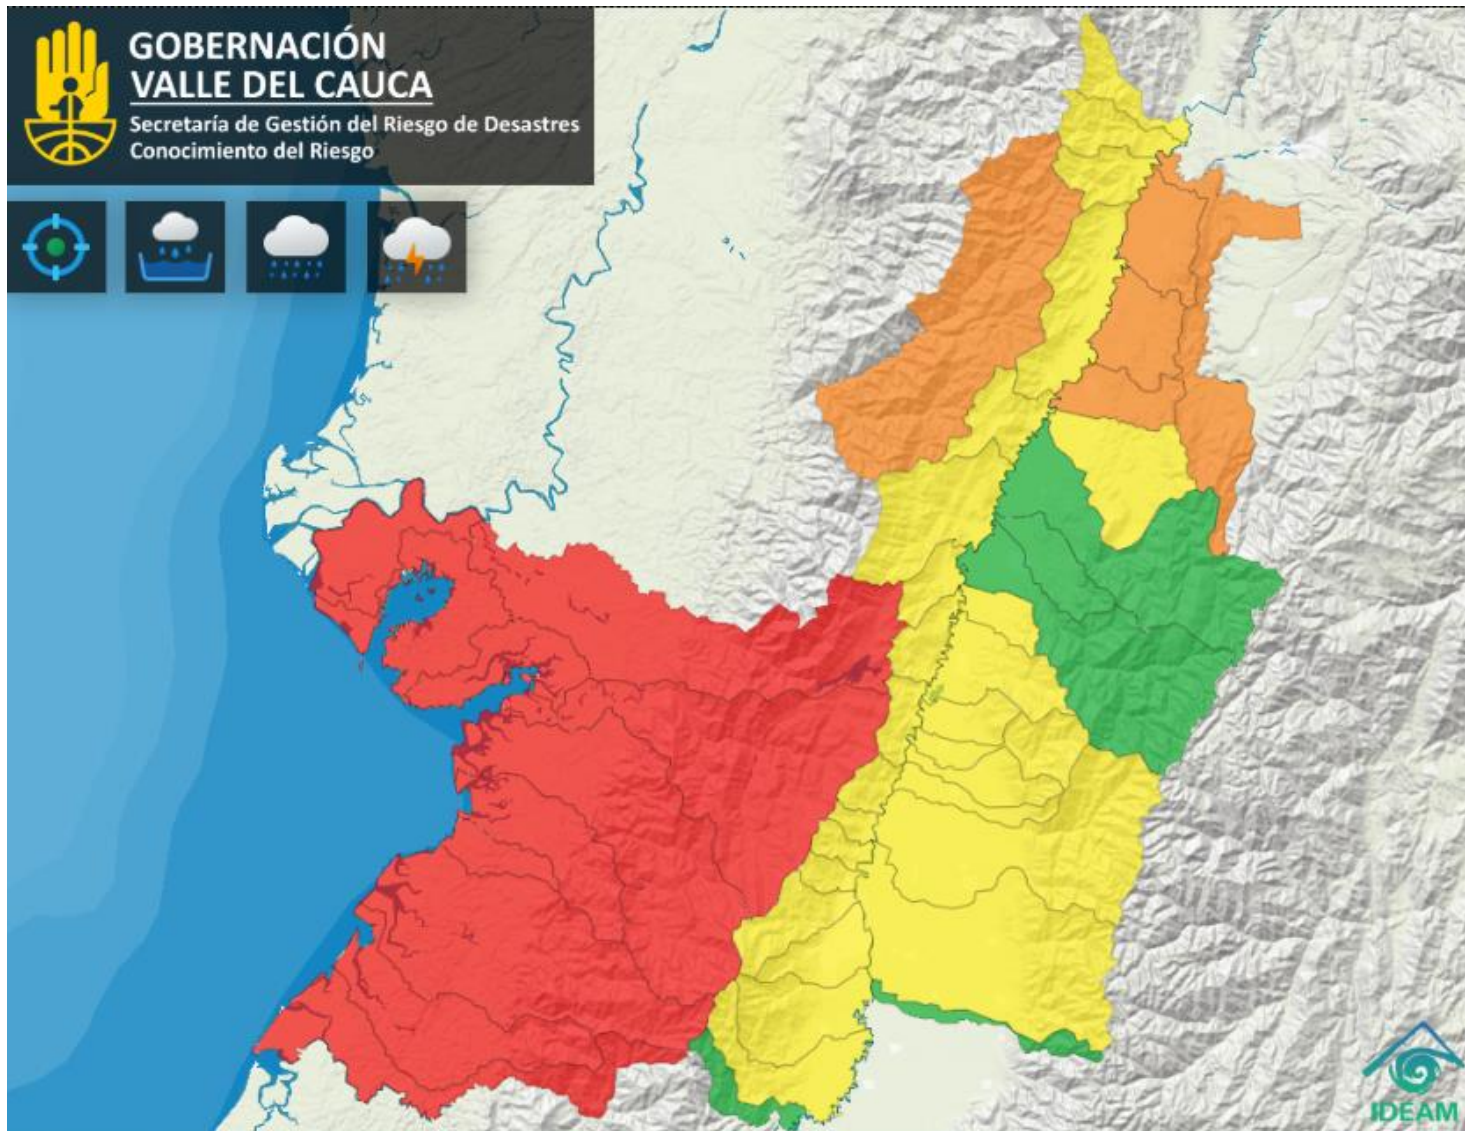 GOBERNACIÓN
VALLE DEL CAUCA
Secretaría de Gestión del Riesgo de Desastres
Conocimiento del Riesgo
IDEAM